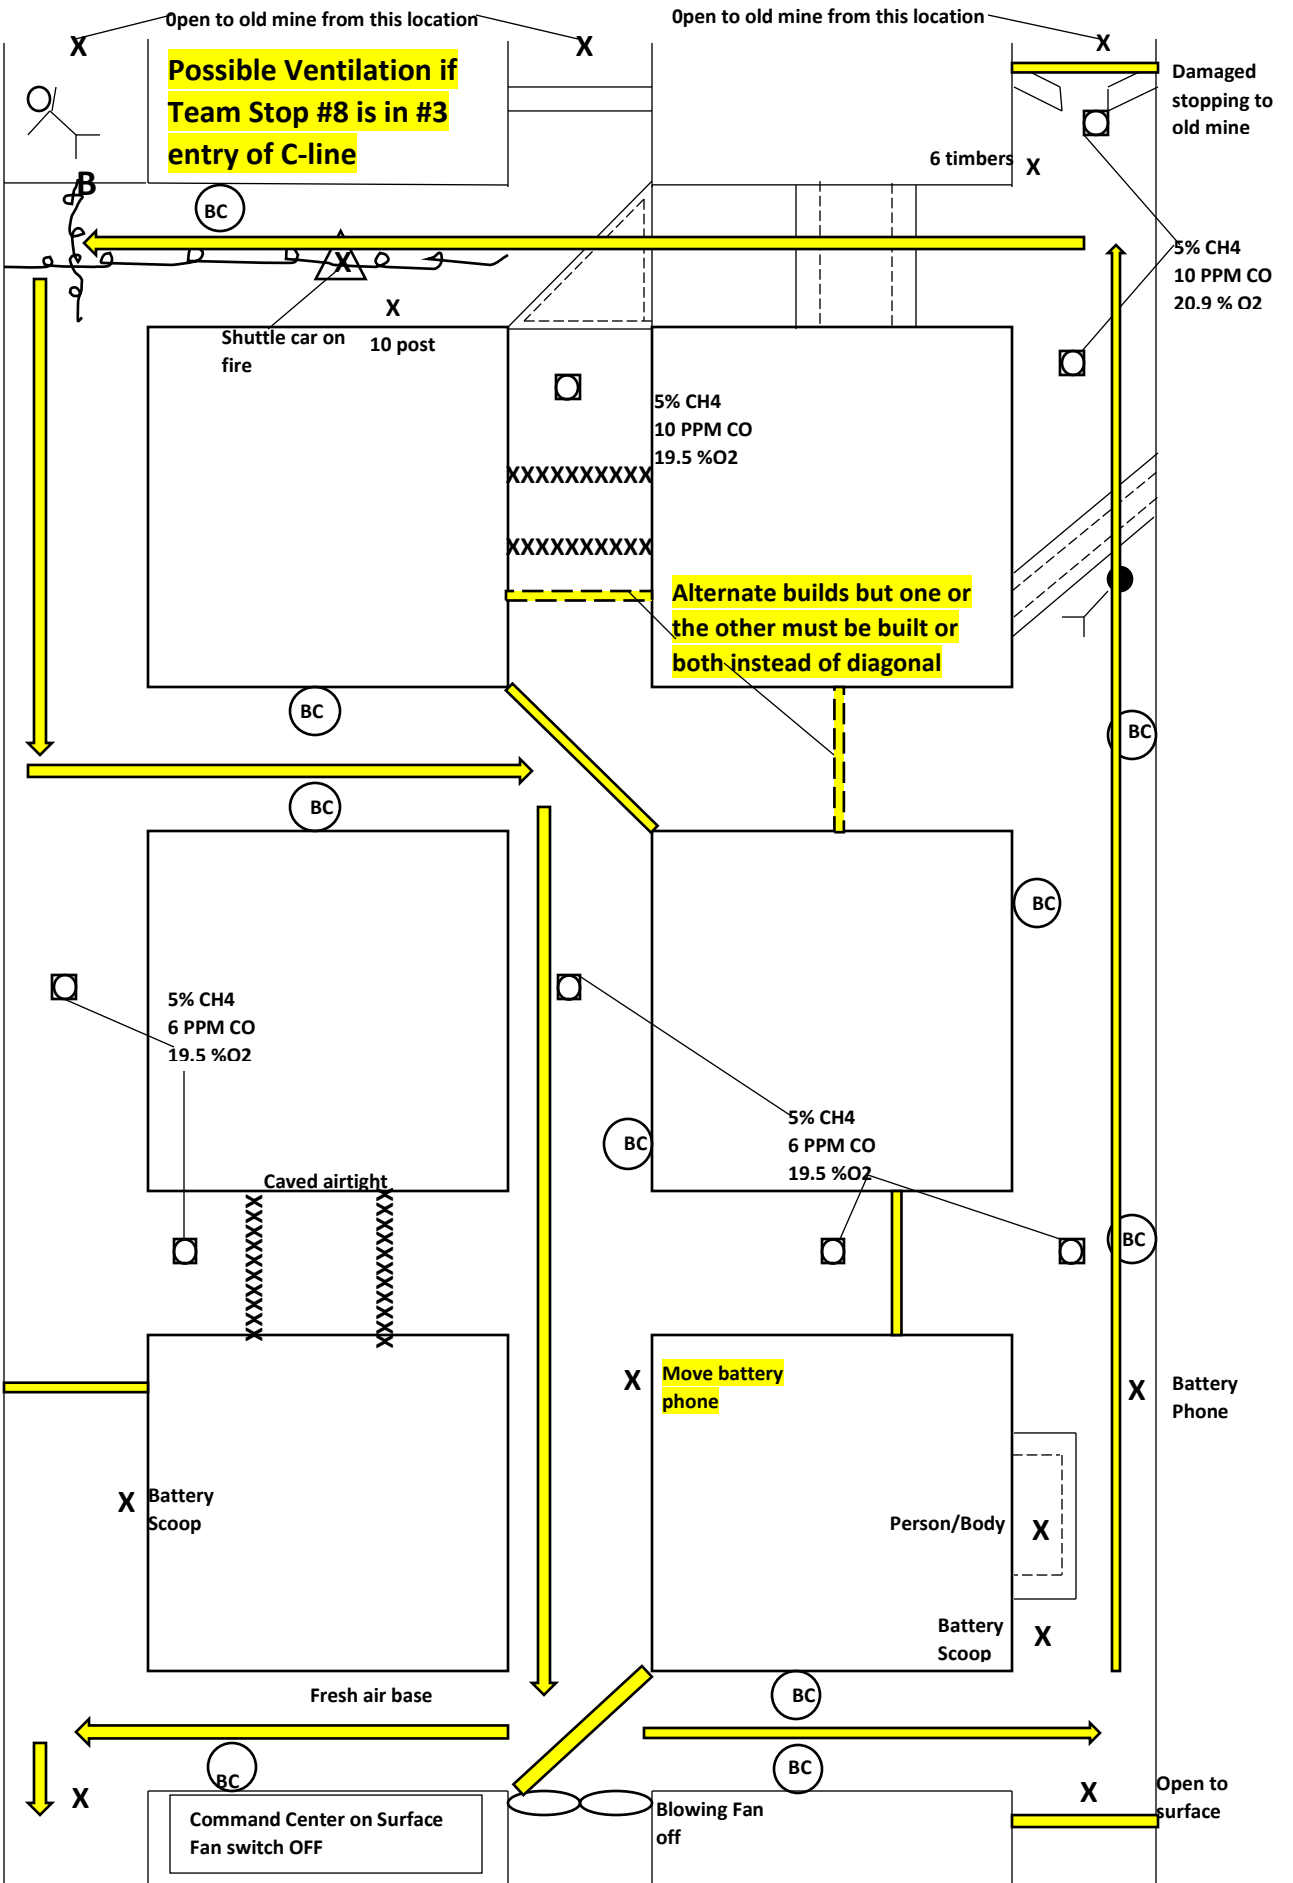 0pen to old mine from this location
0pen to old mine from this location
X
X
X
Possible Ventilation if
Team Stop #8 is in #3
entry of C-line
Damaged
stopping to
old mine
6 timbers
X
B
BC
5% CH4
10 PPM CO
20.9 % O2
X
X
Shuttle car on
fire
10 post
5% CH4
10 PPM CO
19.5 %O2
XXXXXXXXXX
XXXXXXXXXX
Alternate builds but one or
the other must be built or
both instead of diagonal
BC
BC
BC
BC
5% CH4
6 PPM CO
19.5 %O2
5% CH4
6 PPM CO
19.5 %O2
BC
Caved airtight
XXXXXXXXXX
XXXXXXXXXXX
BC
X
Move battery
phone
X
Battery
Phone
X
Battery
Scoop
Person/Body
X
Battery
Scoop
X
Fresh air base
BC
BC
BC
X
X
Open to
surface
Command Center on Surface
Fan switch OFF
Blowing Fan
off